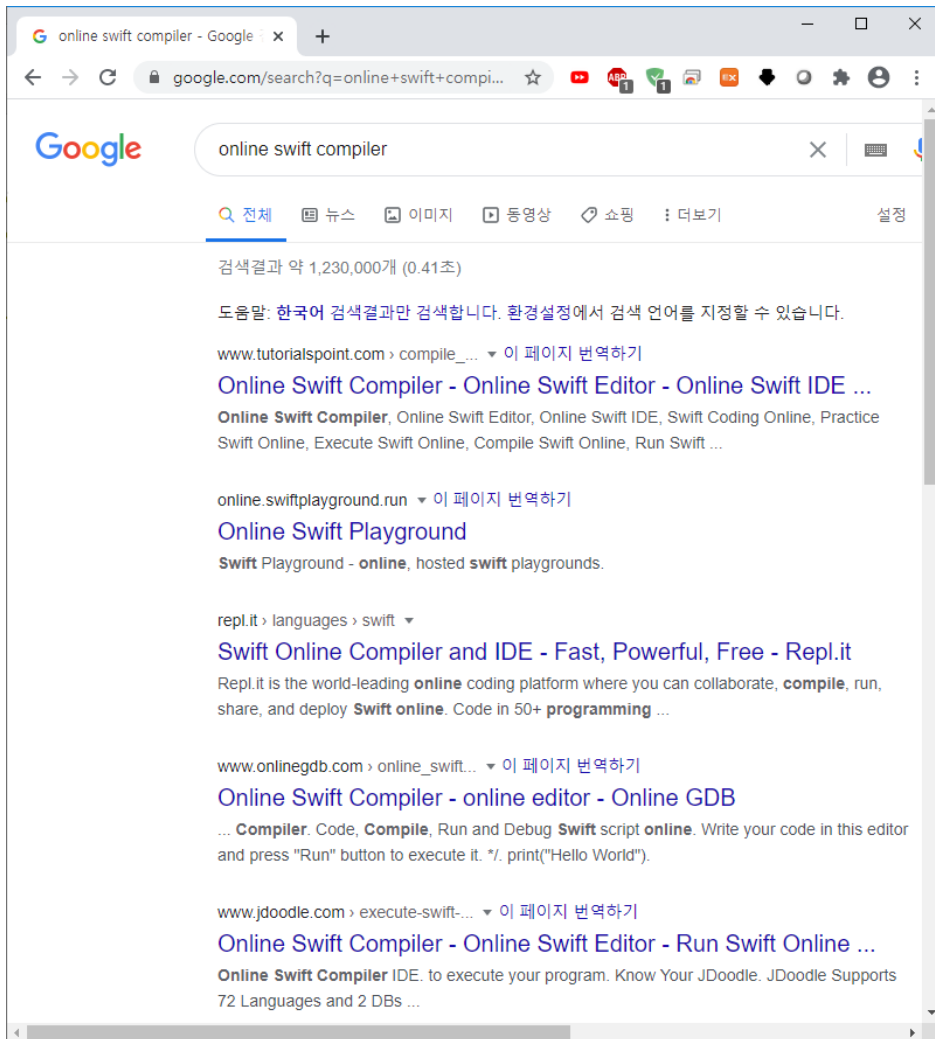 online swift compiler - Google
google.com/search?q=online+swift+compi...
ABP
1
1
EX
Google
online swift compiler
전체
뉴스
이미지
동영상
쇼핑
더보기
설정
검색결과 약 1,230,000개 (0.41초)
도움말: 한국어 검색결과만 검색합니다. 환경설정에서 검색 언어를 지정할 수 있습니다.
www.tutorialspoint.com › compile_... ▾ 이 페이지 번역하기
Online Swift Compiler - Online Swift Editor - Online Swift IDE ...
Online Swift Compiler, Online Swift Editor, Online Swift IDE, Swift Coding Online, Practice
Swift Online, Execute Swift Online, Compile Swift Online, Run Swift ...
online.swiftplayground.run ▾ 이 페이지 번역하기
Online Swift Playground
Swift Playground - online, hosted swift playgrounds.
repl.it › languages › swift ▾
Swift Online Compiler and IDE - Fast, Powerful, Free - Repl.it
Repl.it is the world-leading online coding platform where you can collaborate, compile, run,
share, and deploy Swift online. Code in 50+ programming ...
www.onlinegdb.com › online_swift... ▾ 이 페이지 번역하기
Online Swift Compiler - online editor - Online GDB
... Compiler. Code, Compile, Run and Debug Swift script online. Write your code in this editor
and press "Run" button to execute it. */. print("Hello World").
www.jdoodle.com › execute-swift-... ▾ 이 페이지 번역하기
Online Swift Compiler - Online Swift Editor - Run Swift Online ...
Online Swift Compiler IDE. to execute your program. Know Your JDoodle. JDoodle Supports
72 Languages and 2 DBs ...